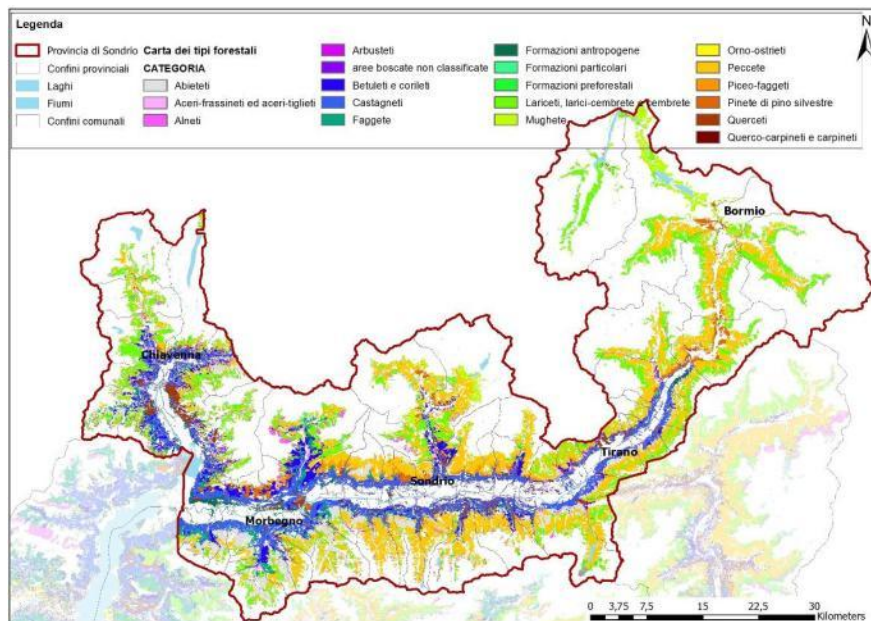 Legenda
Provincia di Sondrio
Confini provinciali
Laghi
Fiumi
Confini comunali
Carta dei tipi forestali
CATEGORIA
Abieteti
Aceri-frassineti ed aceri-tiglieti
Alneti
Arbusteti
aree boscate non classificate
Betuleti e corileti
Castagneti
Faggete
Formazioni antropogene
Formazioni particolari
Formazioni preforestali
Lariceti, larici-cembrete e cembrete
Mughete
Orno-ostrieti
Peccete
Piceo-faggeti
Pinete di pino silvestre
Querceti
Querco-carpineti e carpineti
N
Bormio
Chiavenna
Tirano
Sondrio
Morbegno
0 3,75 7,5 15 22,5 30
Kilometers